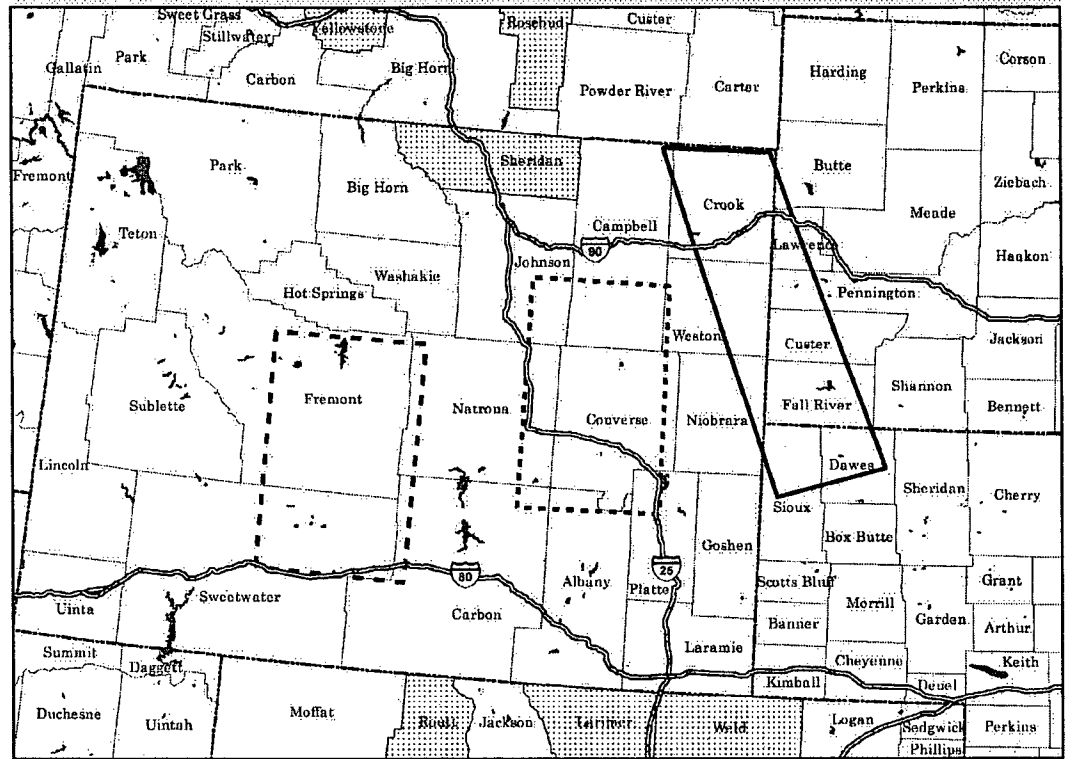 Sweet Grass
Stillwater
Yellowstone
Rosebud
Custer
Gallatin
Park
Carbon
Big Horn
Powder River
Carter
Harding
Perkins
Corson
Fremont
Park
Big Horn
Sheridan
Butte
Ziebach
Teton
Campbell
Crook
Meade
Johnson
90
Lawrence
Haakon
Washakie
Hot Springs
Pennington
Weston
Custer
Jackson
Sublette
Fremont
Natrona
Converse
Niobrara
Fall River
Shannon
Bennett
Lincoln
Dawes
Sioux
Sheridan
Cherry
Goshen
Box Butte
80
Albany
25
Platte
Scotts Bluff
Grant
Uinta
Sweetwater
Carbon
Morrill
Garden
Banner
Arthur
Summit
Laramie
Cheyenne
Keith
Daggett
Kimball
Deuel
Duchesne
Uintah
Moffat
Routt
Jackson
Larimer
Weld
Logan
Sedgwick
Perkins
Phillips